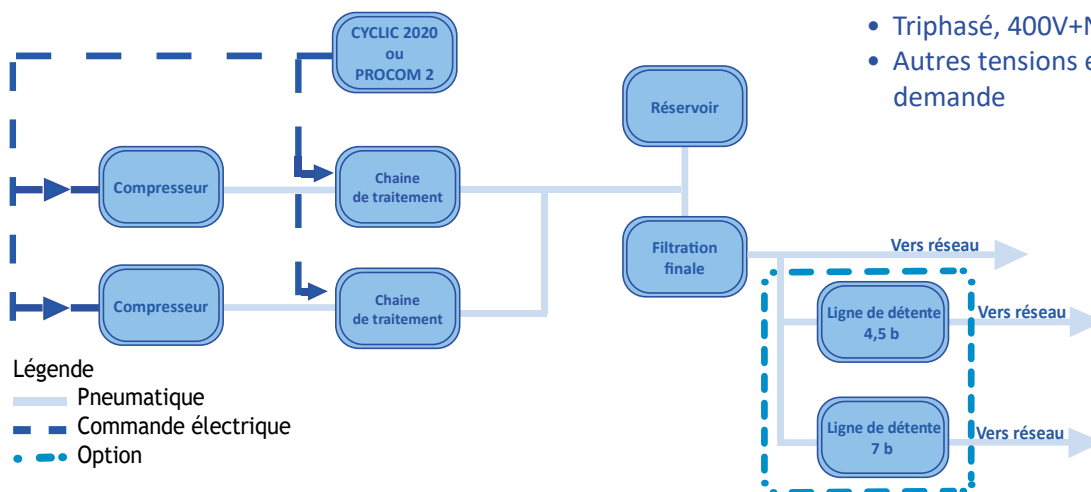 CYCLIC 2020
ou
PROCOM 2
• Triphasé, 400V+N
• Autres tensions
demande
Réservoir
Compresseur
Chaine
de traitement
Filtration
finale
Vers réseau
Compresseur
Chaine
de traitement
Ligne de détente
4,5 b
Vers réseau
Ligne de détente
7 b
Vers réseau
Légende
Pneumatique
Commande électrique
Option